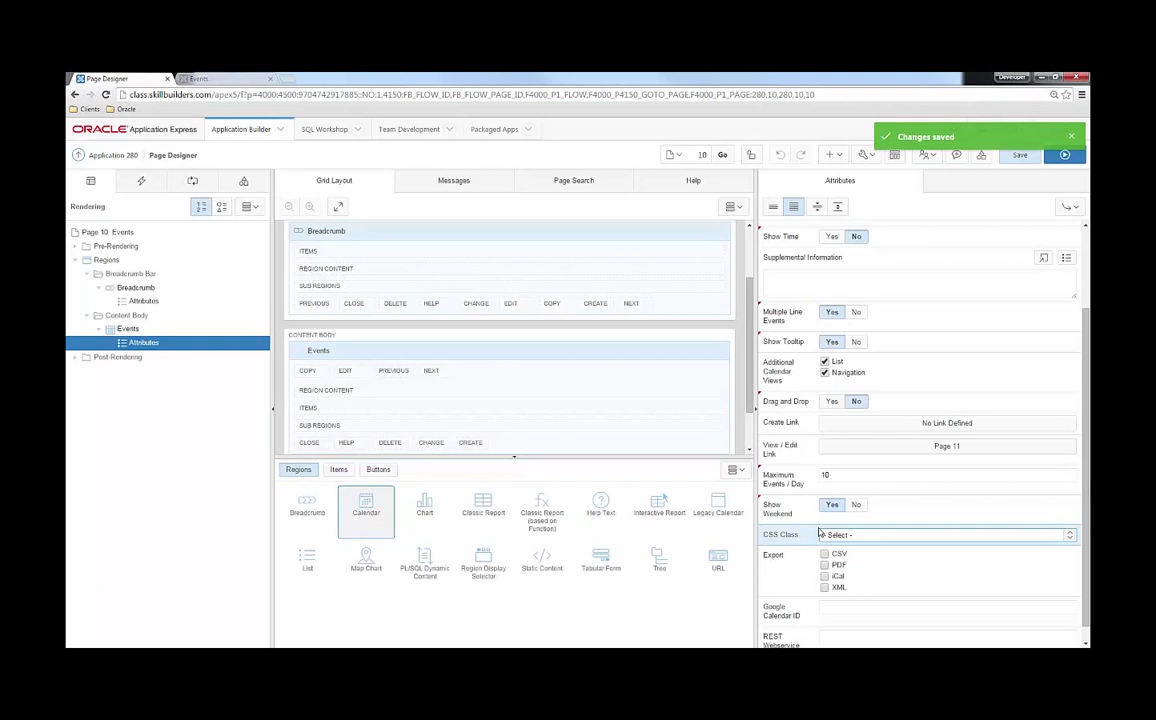 Page Designer
Events
Developer
class.skillbuilders.com/apex5/f?p=4000:4500:9704742917885::NO:1,4150:FB_FLOW_ID,FB_FLOW_PAGE_ID,F4000_P1_FLOW,F4000_P4150_GOTO_PAGE,F4000_P1_PAGE:280,10,280,10,10
Clients
Oracle
ORACLE Application Express
Application Builder
SQL Workshop
Team Development
Packaged Apps
Changes saved
Application 280
Page Designer
10
Go
Save
Rendering
Page 10: Events
Pre-Rendering
Regions
Breadcrumb Bar
Breadcrumb
Attributes
Content Body
Events
Attributes
Post-Rendering
Grid Layout
Messages
Page Search
Help
Breadcrumb
ITEMS
REGION CONTENT
SUB REGIONS
PREVIOUS CLOSE DELETE HELP CHANGE EDIT COPY CREATE NEXT
CONTENT BODY
Events
COPY EDIT PREVIOUS NEXT
REGION CONTENT
ITEMS
SUB REGIONS
CLOSE HELP DELETE CHANGE CREATE
Regions
Items
Buttons
Breadcrumb
Calendar
Chart
Classic Report
Classic Report
(based on
Function)
Help Text
Interactive Report
Legacy Calendar
List
Map Chart
PL/SQL Dynamic
Content
Region Display
Selector
Static Content
Tabular Form
Tree
URL
Attributes
Show Time
Yes No
Supplemental Information
Multiple Line
Events
Yes No
Show Tooltip
Yes No
Additional
Calendar
Views
List
Navigation
Drag and Drop
Yes No
Create Link
No Link Defined
View / Edit
Link
Page 11
Maximum
Events / Day
10
Show
Weekend
Yes No
CSS Class
- Select -
Export
CSV
PDF
iCal
XML
Google
Calendar ID
REST
Webservice